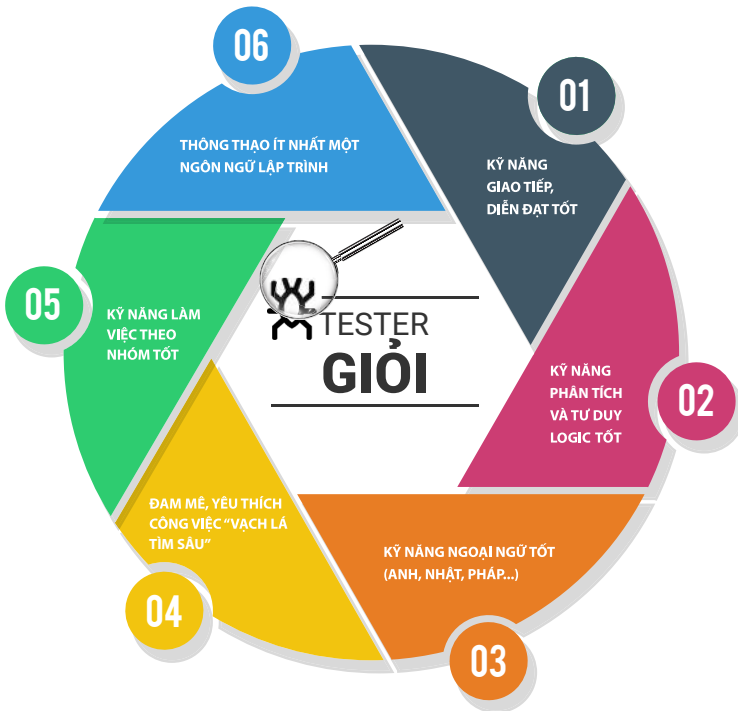 06
THÔNG THẠO ÍT NHẤT MỘT
NGÔN NGỮ LẬP TRÌNH
01
KỸ NĂNG
GIAO TIẾP,
DIỄN ĐẠT TỐT
05
KỸ NĂNG LÀM
VIỆC THEO
NHÓM TỐT
TESTER
GIỎI
KỸ NĂNG
PHÂN TÍCH
VÀ TƯ DUY
LOGIC TỐT
02
ĐAM MÊ, YÊU THÍCH
CÔNG VIỆC “VẠCH LÁ
TÌM SÂU”
04
KỸ NĂNG NGOẠI NGỮ TỐT
(ANH, NHẬT, PHÁP...)
03